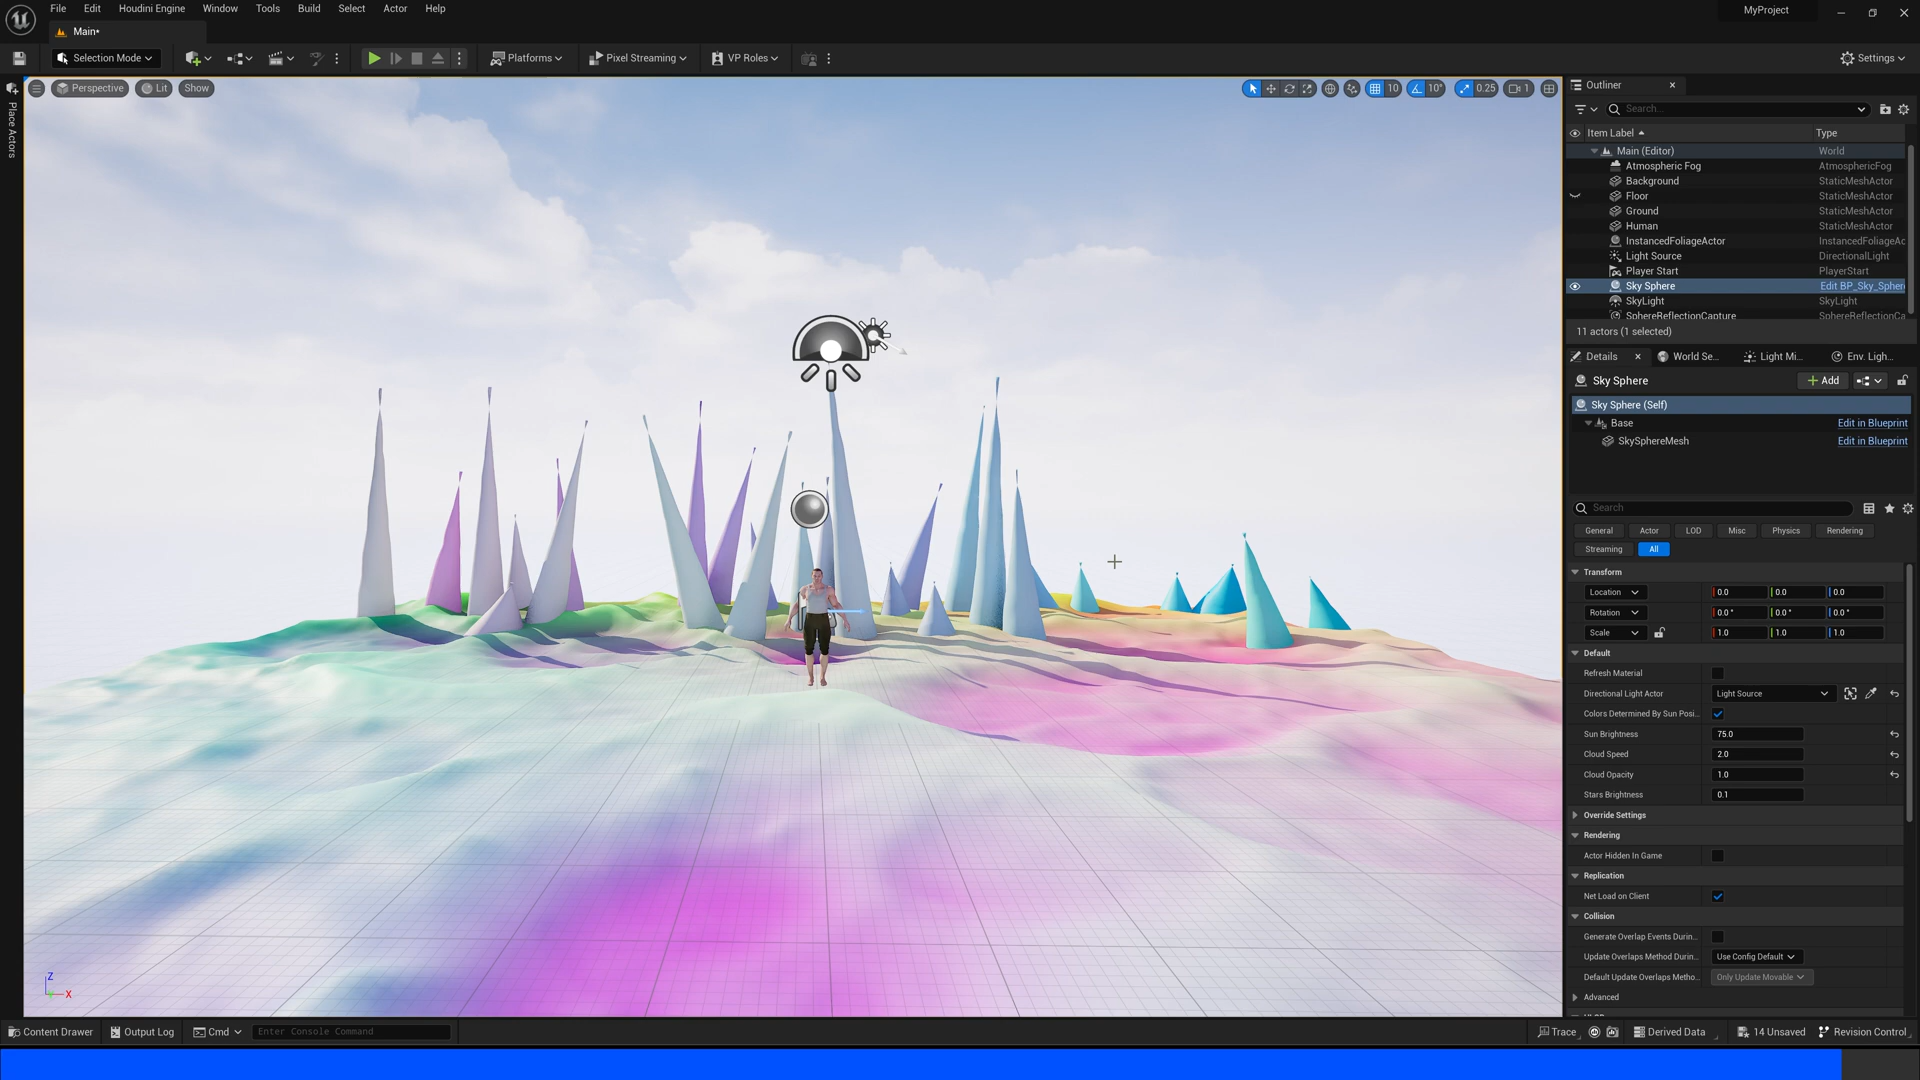 File Edit Houdini Engine Window Tools Build Select Actor Help
MyProject
Main*
Selection Mode
Platforms
Pixel Streaming
VP Roles
Settings
Place Actors
Perspective
Lit
Show
10
10°
0.25
1
Outliner
Search...
Item Label Type
Main (Editor) World
Atmospheric Fog AtmosphericFog
Background StaticMeshActor
Floor StaticMeshActor
Ground StaticMeshActor
Human StaticMeshActor
InstancedFoliageActor InstancedFoliageAc
Light Source DirectionalLight
Player Start PlayerStart
Sky Sphere Edit BP_Sky_Spher
SkyLight SkyLight
SphereReflectionCapture SphereReflectionCa
11 actors (1 selected)
Details World Se... Light Mi... Env. Ligh...
Sky Sphere
Add
Sky Sphere (Self)
Base Edit in Blueprint
SkySphereMesh Edit in Blueprint
Search
General Actor LOD Misc Physics Rendering
Streaming All
Transform
Location 0.0 0.0 0.0
Rotation 0.0° 0.0° 0.0°
Scale 1.0 1.0 1.0
Default
Refresh Material
Directional Light Actor Light Source
Colors Determined By Sun Posi...
Sun Brightness 75.0
Cloud Speed 2.0
Cloud Opacity 1.0
Stars Brightness 0.1
Override Settings
Rendering
Actor Hidden In Game
Replication
Net Load on Client
Collision
Generate Overlap Events Durin...
Update Overlaps Method Durin... Use Config Default
Default Update Overlaps Metho... Only Update Movable
Advanced
Z
X
Content Drawer
Output Log
Cmd
Enter Console Command
Trace
Derived Data
14 Unsaved
Revision Control